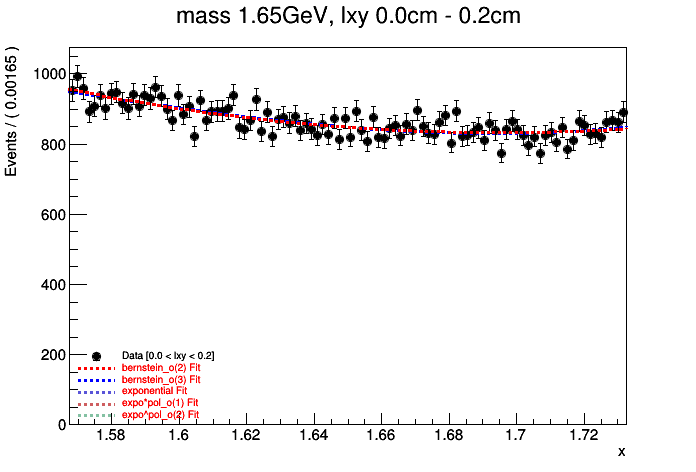 mass 1.65GeV, lxy 0.0cm - 0.2cm
Events / ( 0.00165 )
1000
800
600
400
200
0
Data [0.0 < lxy < 0.2]
bernstein_o(2) Fit
bernstein_o(3) Fit
exponential Fit
expo*pol_o(1) Fit
expo^pol_o(2) Fit
1.58 1.6 1.62 1.64 1.66 1.68 1.7 1.72
x